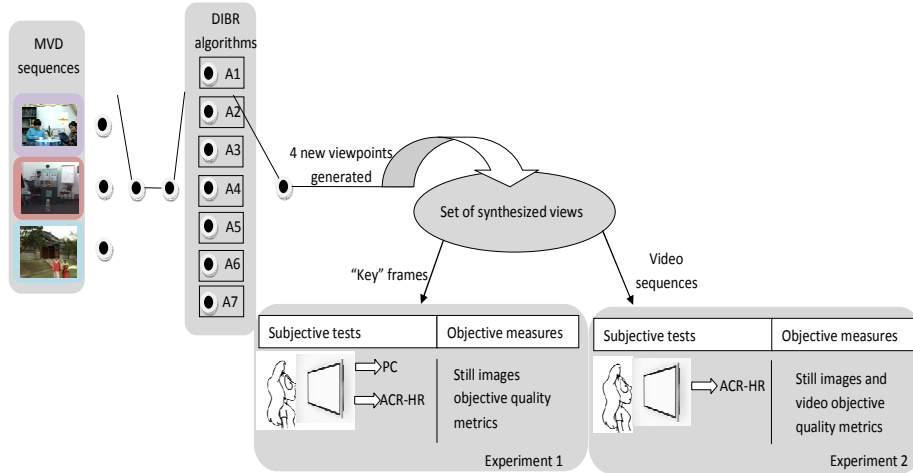 MVD
sequences
DIBR
algorithms
A1
A2
A3
A4
A5
A6
A7
4 new viewpoints
generated
Set of synthesized views
"Key" frames
Video
sequences
Subjective tests
Objective measures
PC
ACR-HR
Still images
objective quality
metrics
Experiment 1
Subjective tests
Objective measures
ACR-HR
Still images and
video objective
quality metrics
Experiment 2